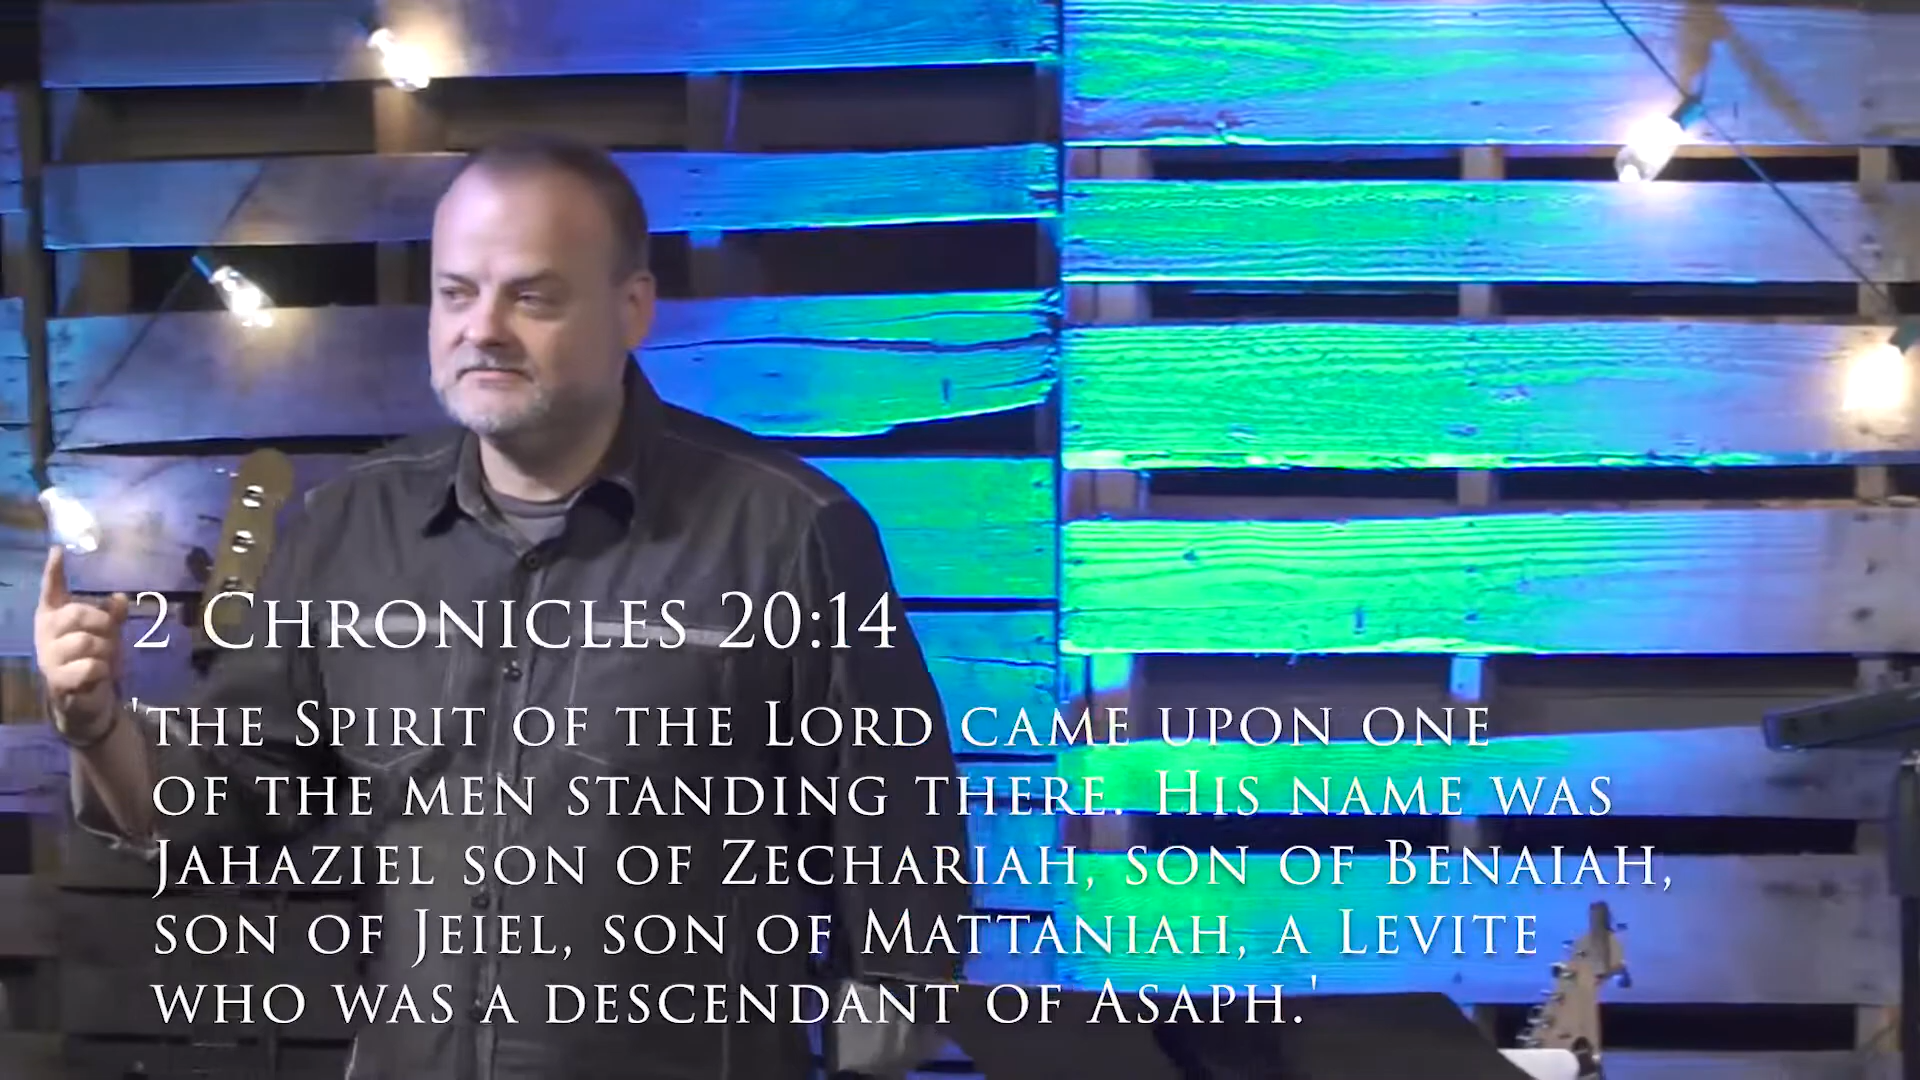 2 Chronicles 20:14
'the Spirit of the Lord came upon one
of the men standing there. His name was
Jahaziel son of Zechariah, son of Benaiah,
son of Jeiel, son of Mattaniah, a Levite
who was a descendant of Asaph.'